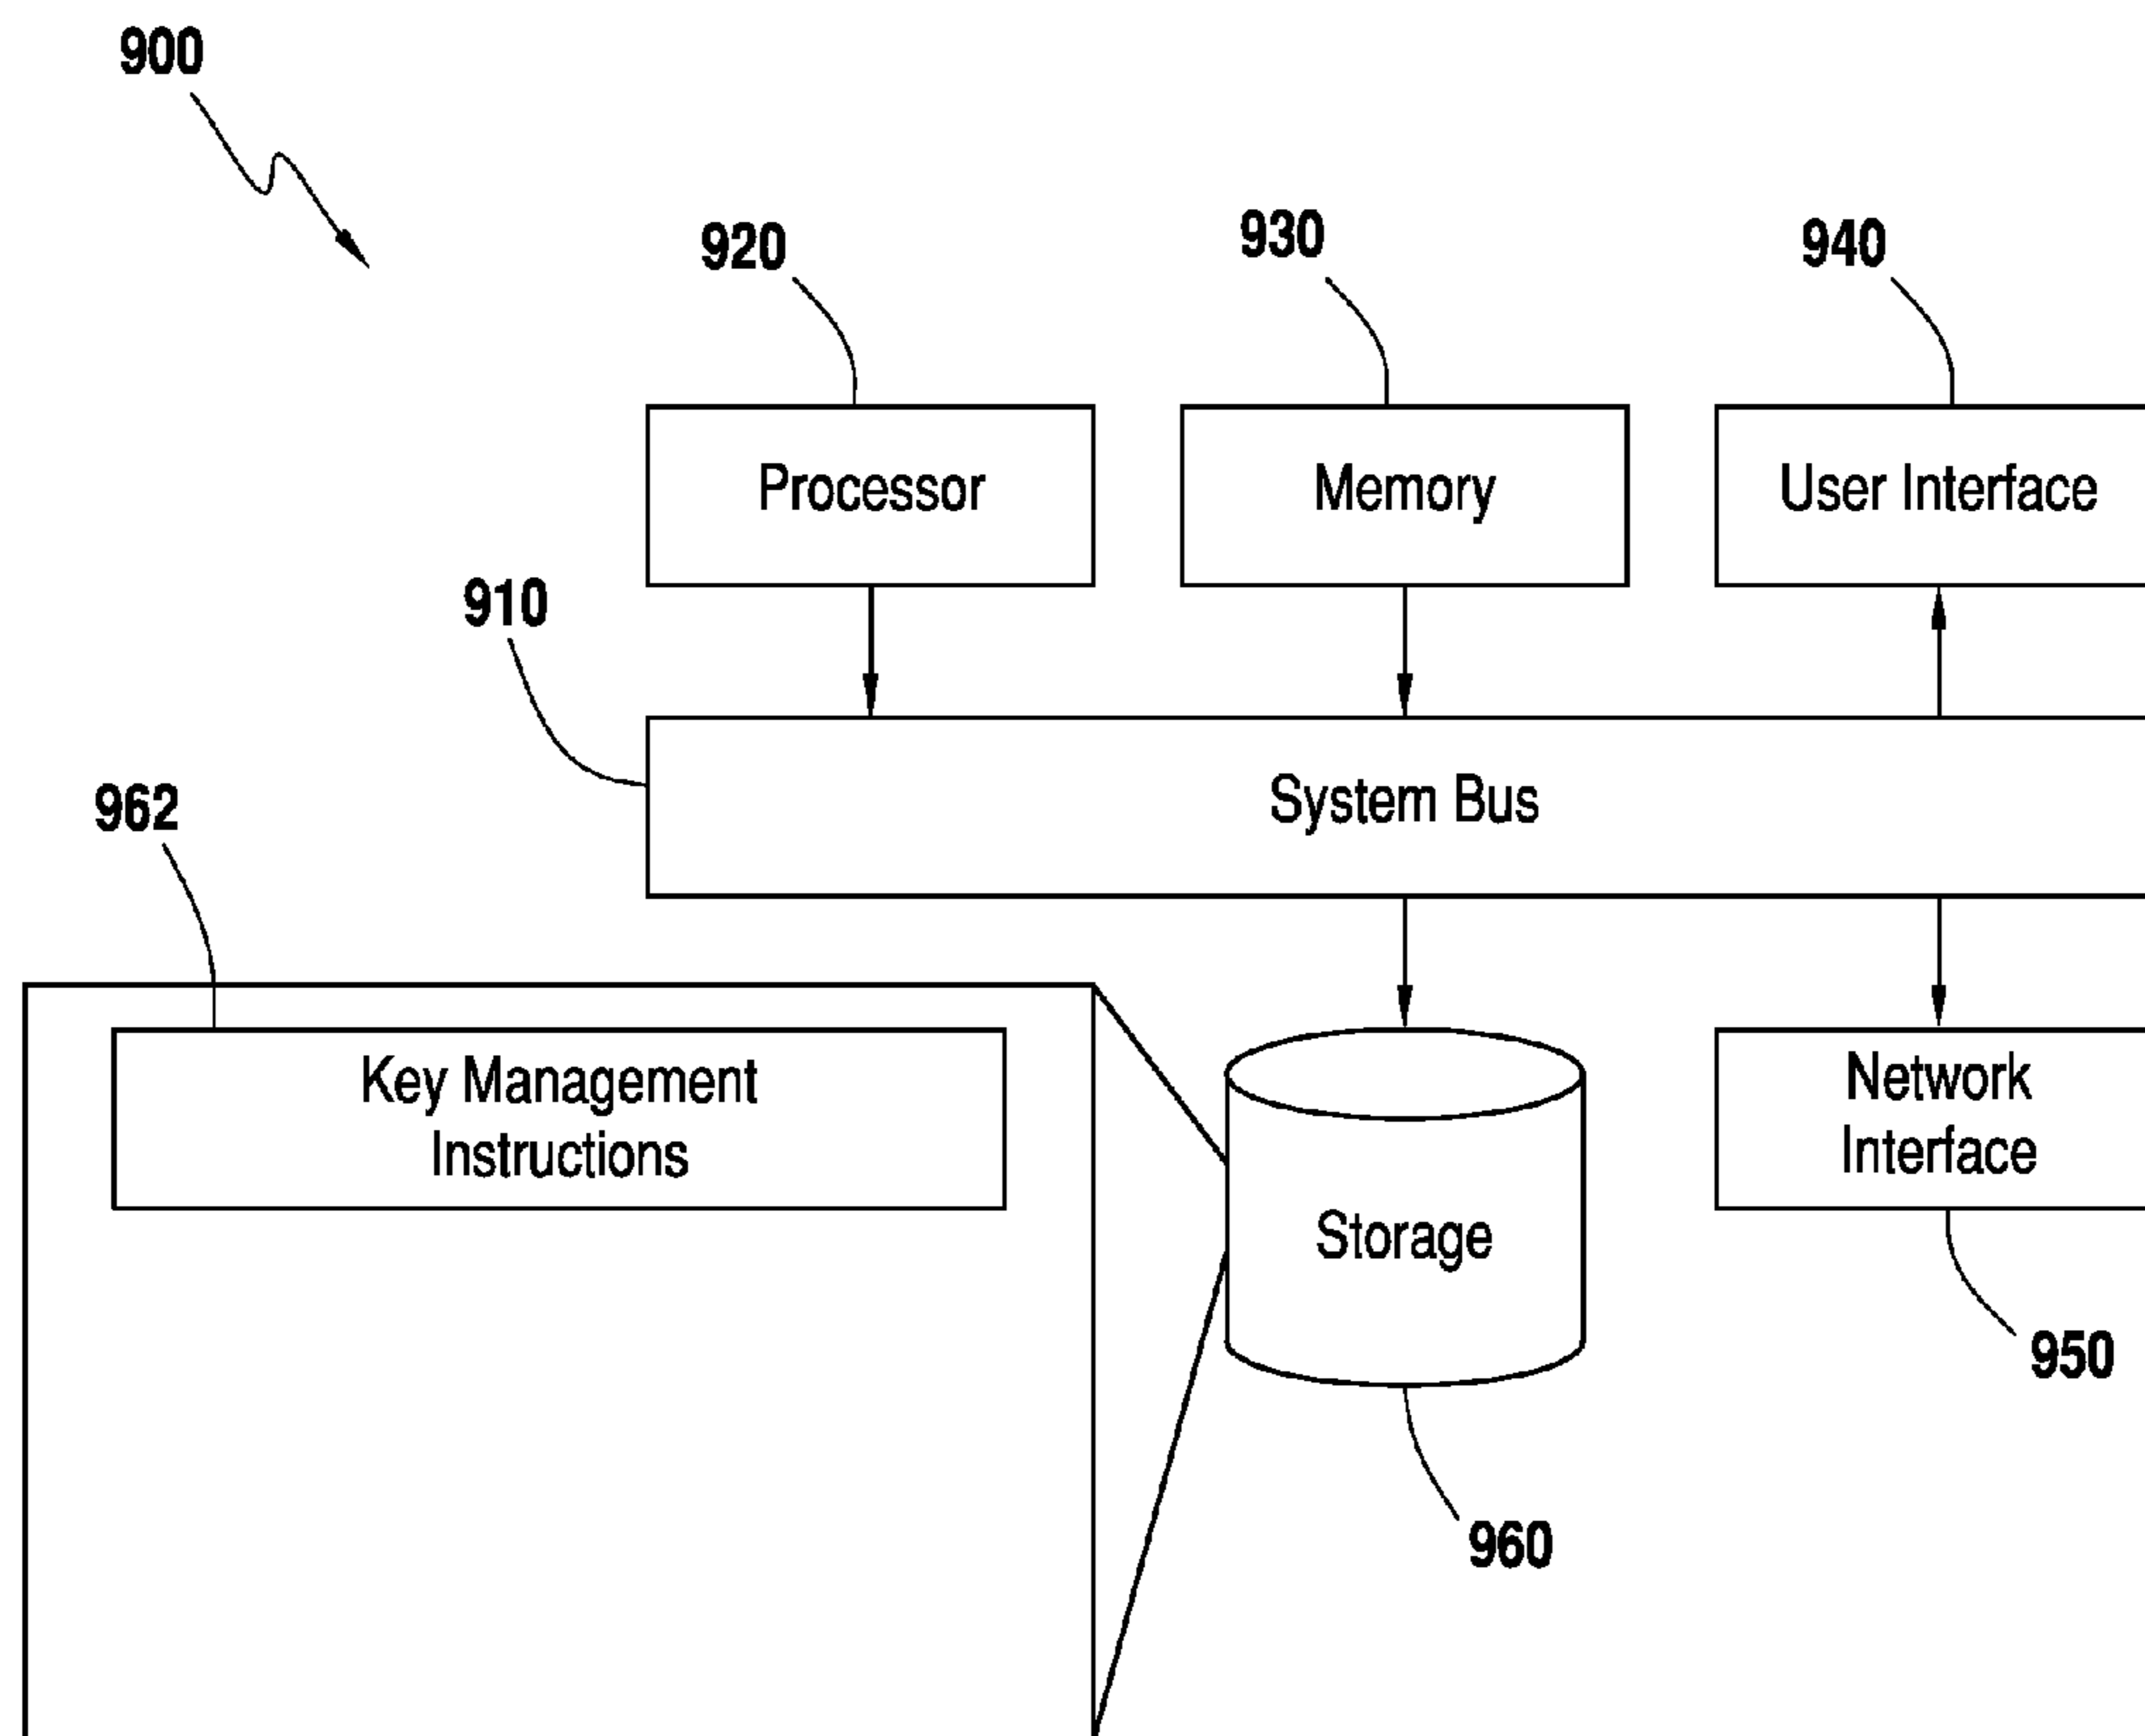 900
920
930
940
Processor
Memory
User Interface
910
System Bus
962
Key Management
Instructions
Network
Interface
Storage
950
960